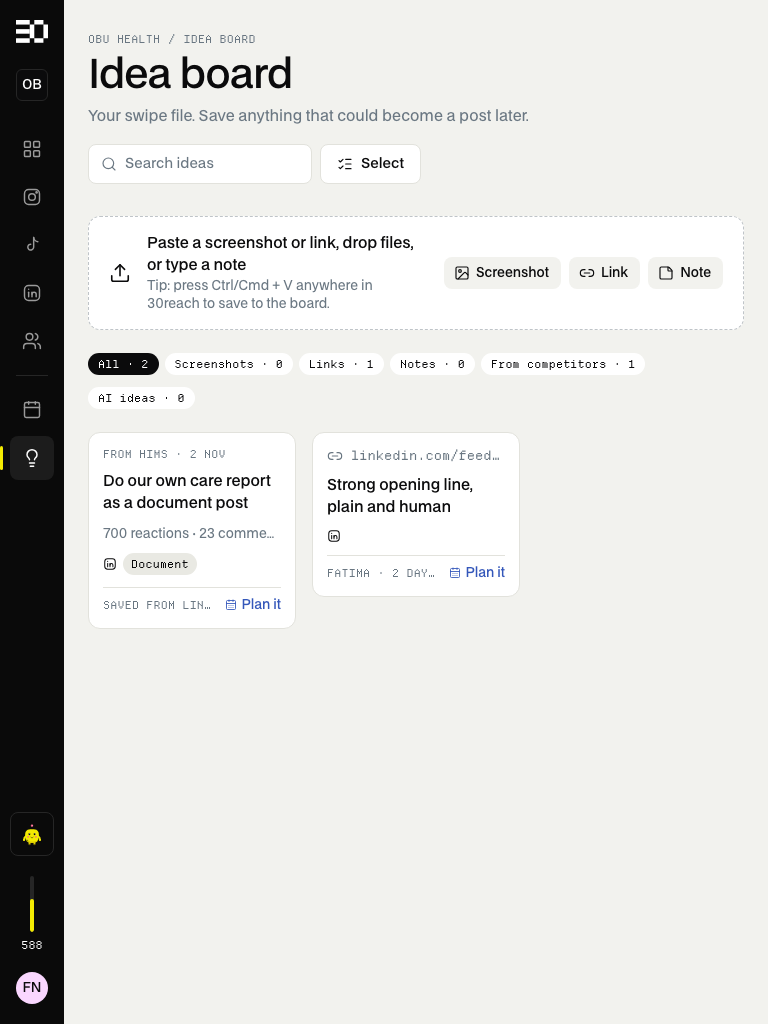 30
OB
OBU HEALTH / IDEA BOARD
Idea board
Your swipe file. Save anything that could become a post later.
Search ideas
Select
Paste a screenshot or link, drop files,
or type a note
Tip: press Ctrl/Cmd + V anywhere in
30reach to save to the board.
Screenshot
Link
Note
All · 2
Screenshots · 0
Links · 1
Notes · 0
From competitors · 1
AI ideas · 0
FROM HIMS · 2 NOV
Do our own care report
as a document post
700 reactions · 23 comme…
Document
SAVED FROM LIN…
Plan it
linkedin.com/feed…
Strong opening line,
plain and human
FATIMA · 2 DAY…
Plan it
588
FN